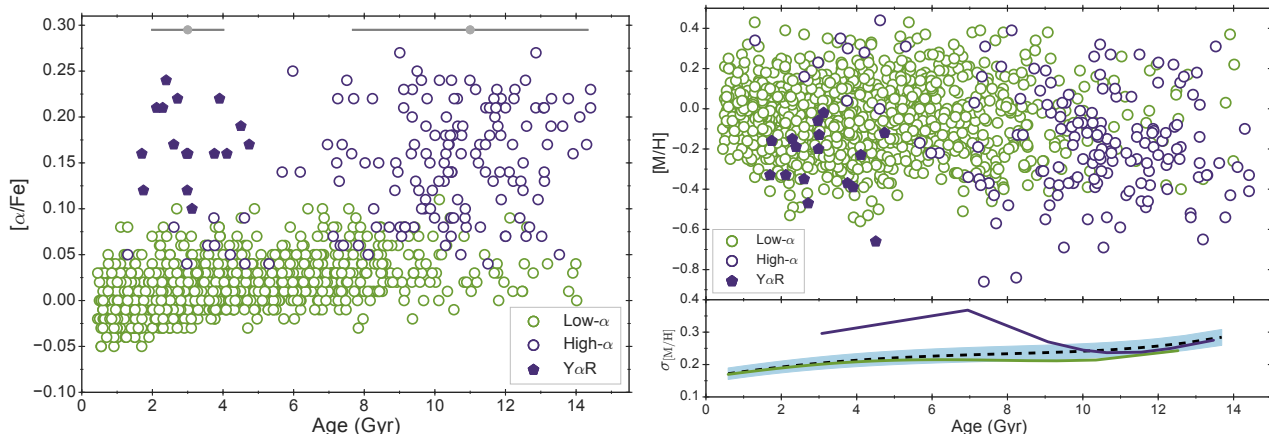 0.30
0.25
0.20
0.15
0.10
0.05
0.00
−0.05
−0.10
[α/Fe]
Low-α
High-α
YαR
0 2 4 6 8 10 12 14
Age (Gyr)
0.4
0.2
0.0
−0.2
−0.4
−0.6
−0.8
[M/H]
Low-α
High-α
YαR
0.4
0.3
0.2
0.1
σ[M/H]
0 2 4 6 8 10 12 14
Age (Gyr)